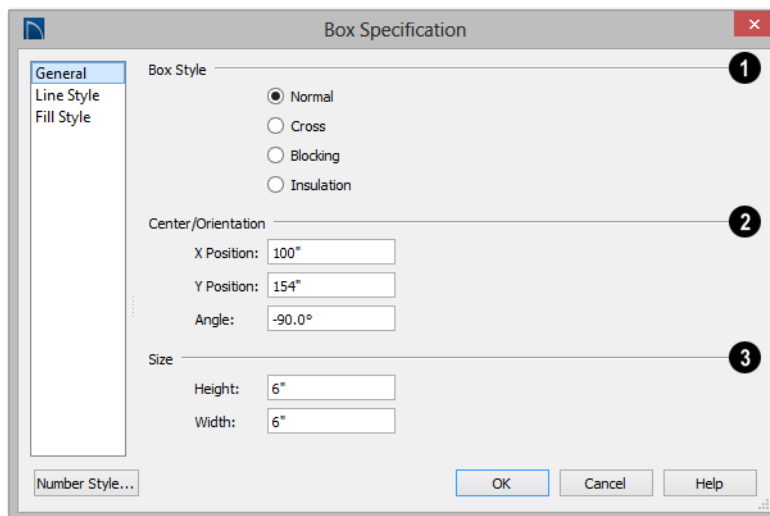 Box Specification
General
Line Style
Fill Style
Box Style 1
Normal
Cross
Blocking
Insulation
Center/Orientation 2
X Position: 100"
Y Position: 154"
Angle: -90.0°
Size 3
Height: 6"
Width: 6"
Number Style... OK Cancel Help